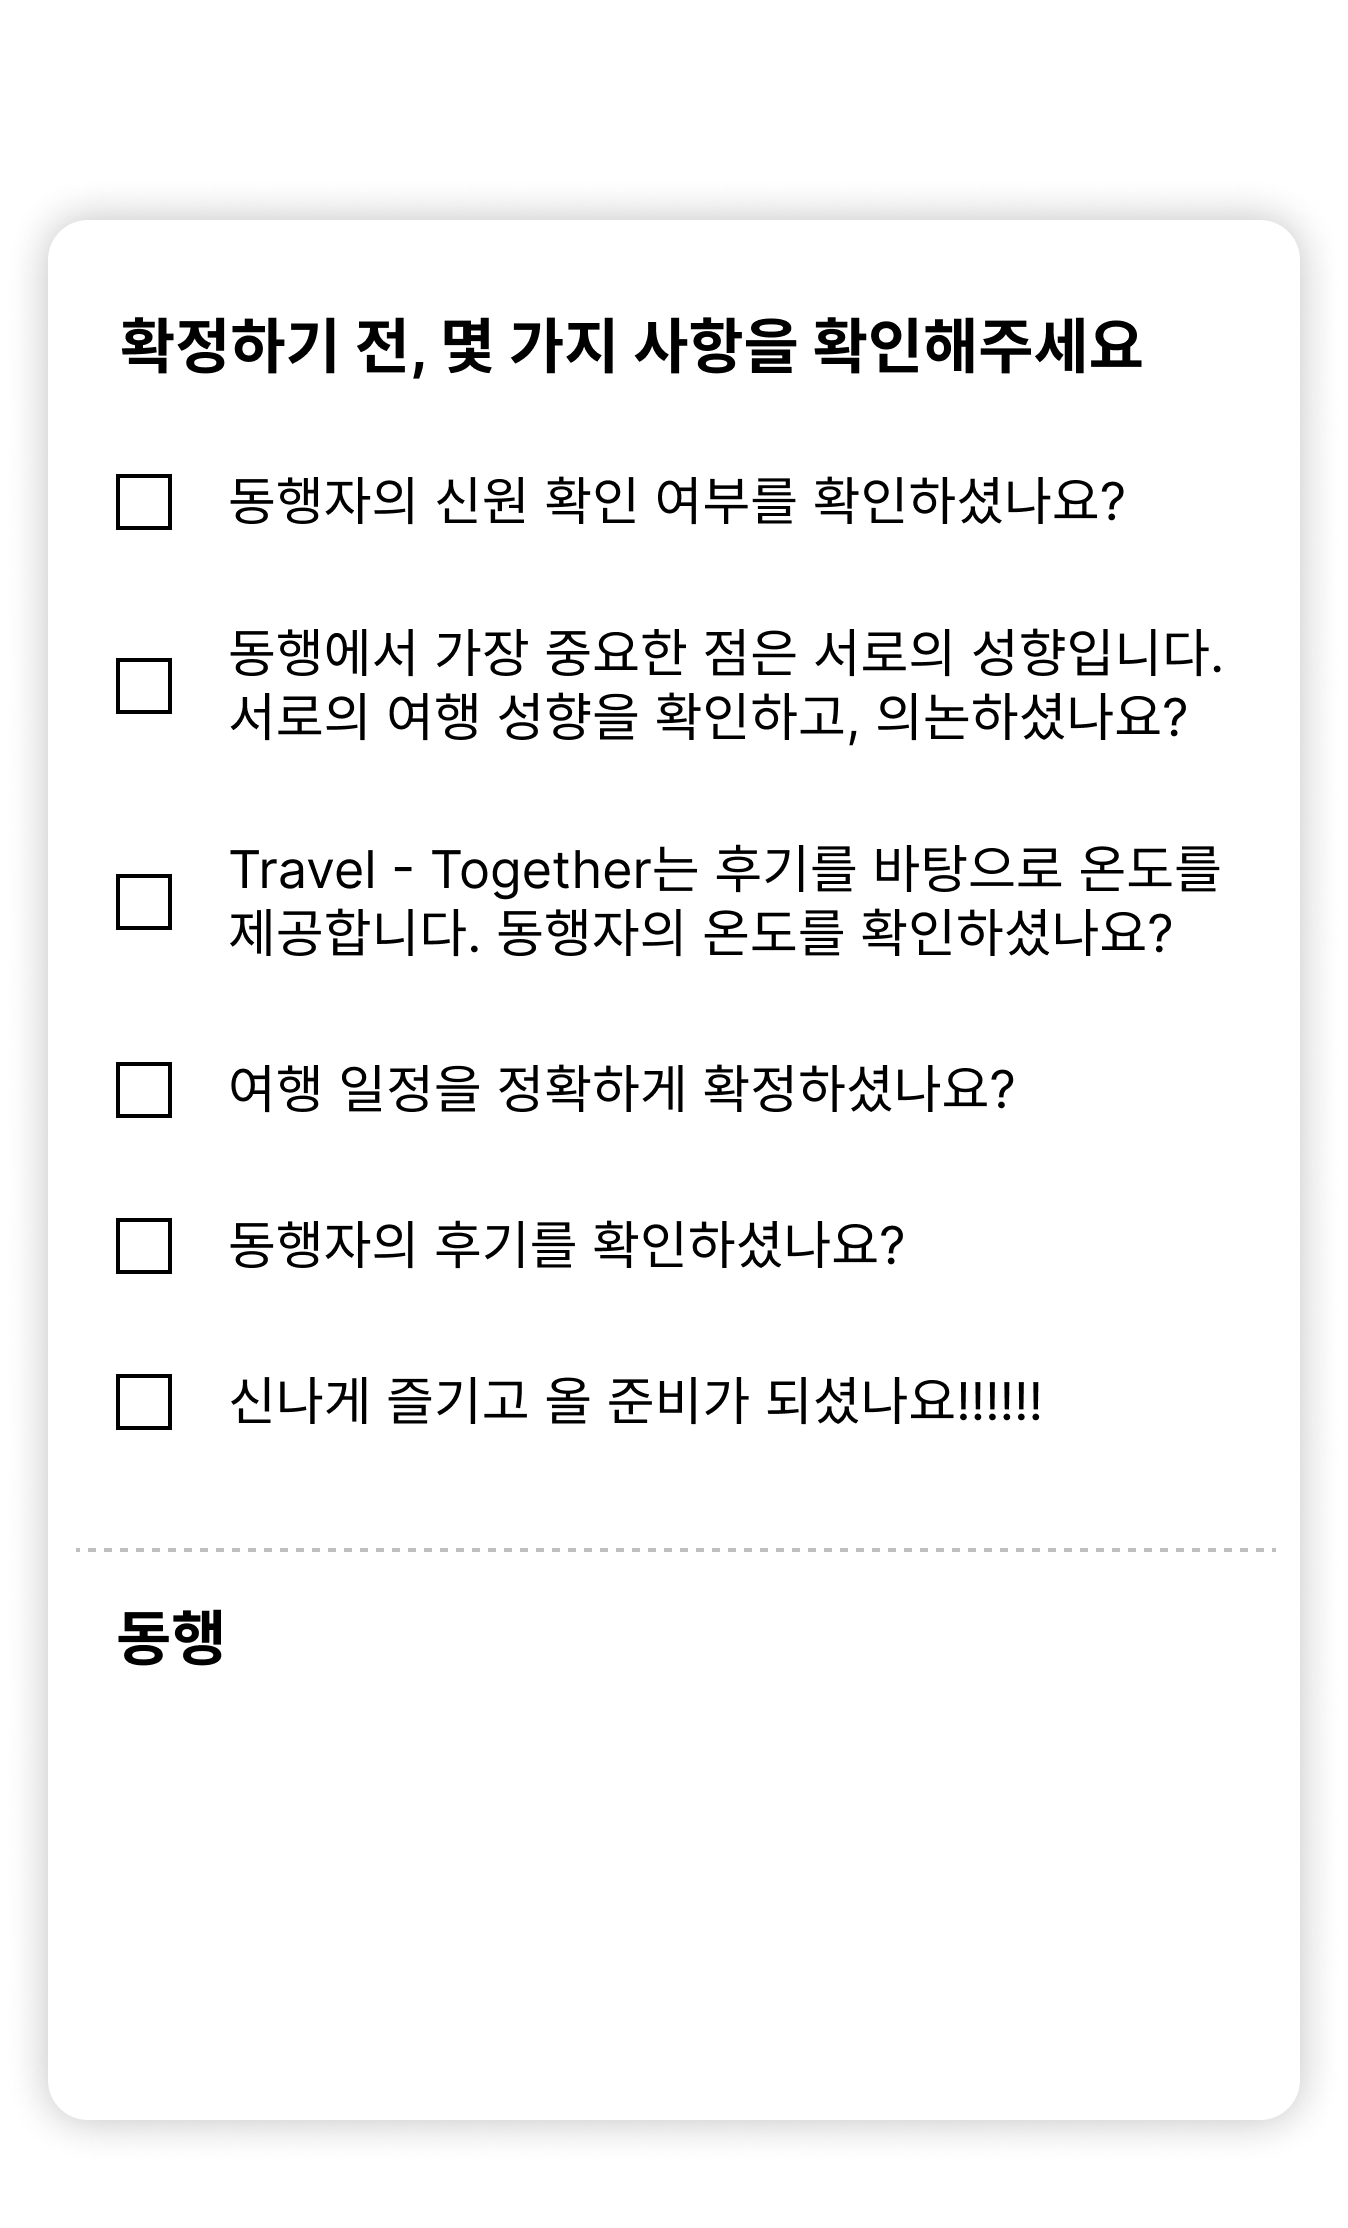 확정하기 전, 몇 가지 사항을 확인해주세요
동행자의 신원 확인 여부를 확인하셨나요?
동행에서 가장 중요한 점은 서로의 성향입니다.
서로의 여행 성향을 확인하고, 의논하셨나요?
Travel - Together는 후기를 바탕으로 온도를
제공합니다. 동행자의 온도를 확인하셨나요?
여행 일정을 정확하게 확정하셨나요?
동행자의 후기를 확인하셨나요?
신나게 즐기고 올 준비가 되셨나요!!!!!!
동행